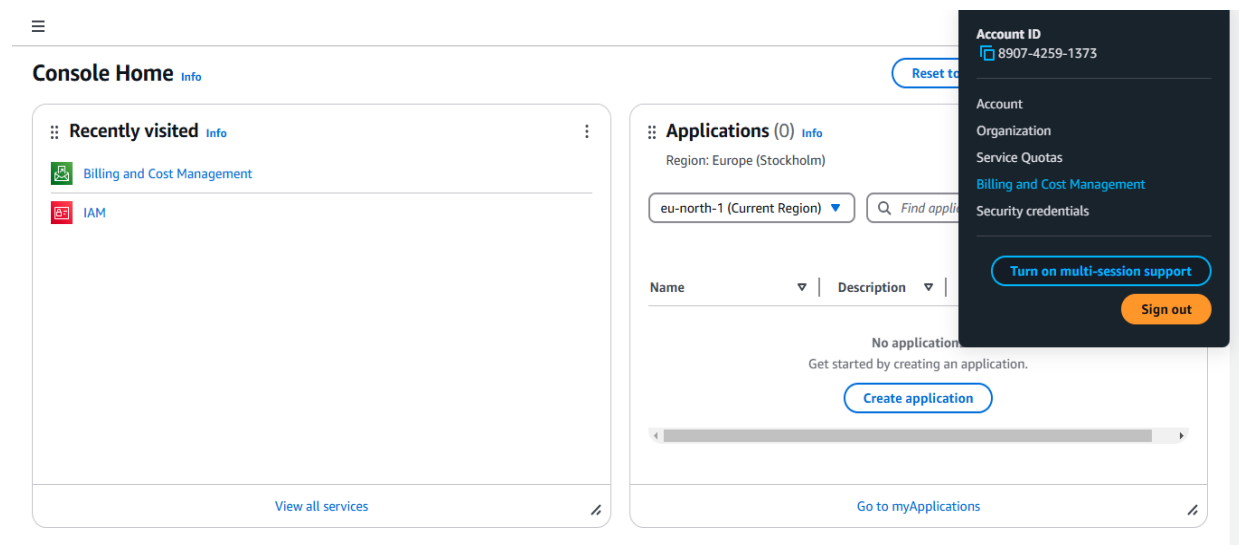 Console Home Info
Reset to
Recently visited Info
Billing and Cost Management
IAM
View all services
Applications (0) Info
Region: Europe (Stockholm)
eu-north-1 (Current Region)
Find appli
Name
Description
No application
Get started by creating an application.
Create application
Go to myApplications
Account ID
8907-4259-1373
Account
Organization
Service Quotas
Billing and Cost Management
Security credentials
Turn on multi-session support
Sign out